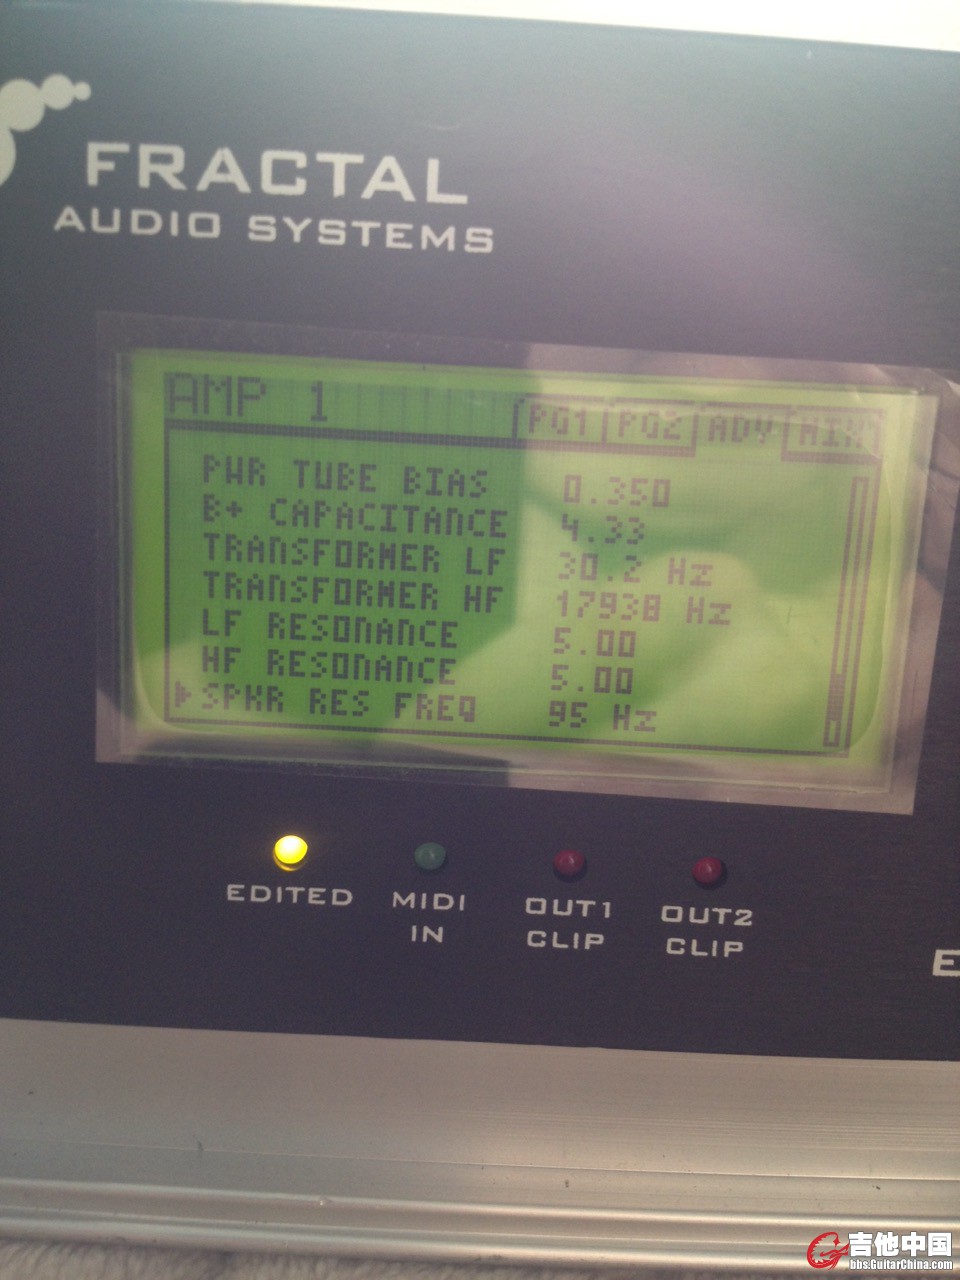 FRACTAL
AUDIO SYSTEMS
AMP 1
PG1 PG2 ADV MIX
PWR TUBE BIAS 0.350
B+ CAPACITANCE 4.33
TRANSFORMER LF 30.2 Hz
TRANSFORMER HF 17938 Hz
LF RESONANCE 5.00
HF RESONANCE 5.00
SPKR RES FREQ 95 Hz
EDITED
MIDI IN
OUT1 CLIP
OUT2 CLIP
E
吉他中国
bbs.GuitarChina.com